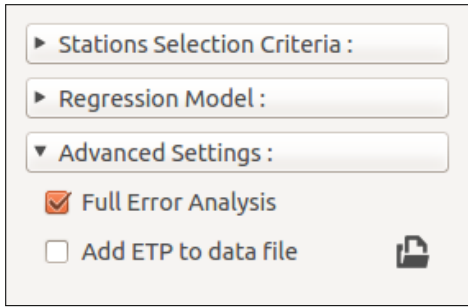 Stations Selection Criteria :
Regression Model :
Advanced Settings :
Full Error Analysis
Add ETP to data file